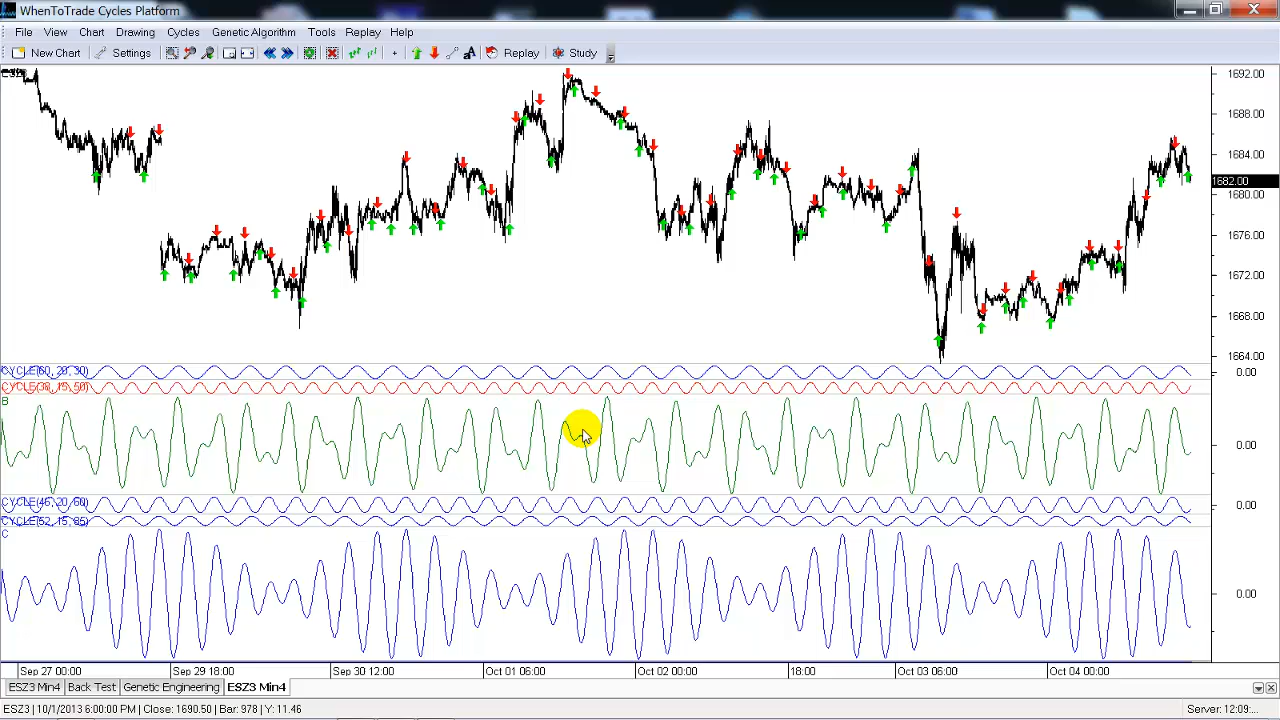 WhenToTrade Cycles Platform
File View Chart Drawing Cycles Genetic Algorithm Tools Replay Help
New Chart Settings A Replay Study
1692.00
1688.00
1684.00
1682.00
1680.00
1676.00
1672.00
1668.00
1664.00
CYCLE(60, 20, 30) 0.00
CYCLE(38, 15, 50)
B
0.00
0.00
CYCLE(52, 15, 65)
C
0.00
Sep 27 00:00 Sep 29 18:00 Sep 30 12:00 Oct 01 06:00 Oct 02 00:00 18:00 Oct 03 06:00 Oct 04 00:00
ESZ3 Min4 Back Test Genetic Engineering ESZ3 Min4
ESZ3 | 10/1/2013 6:00:00 PM | Close: 1690.50 | Bar: 978 | Y: 11.46 Server: 12:09:...